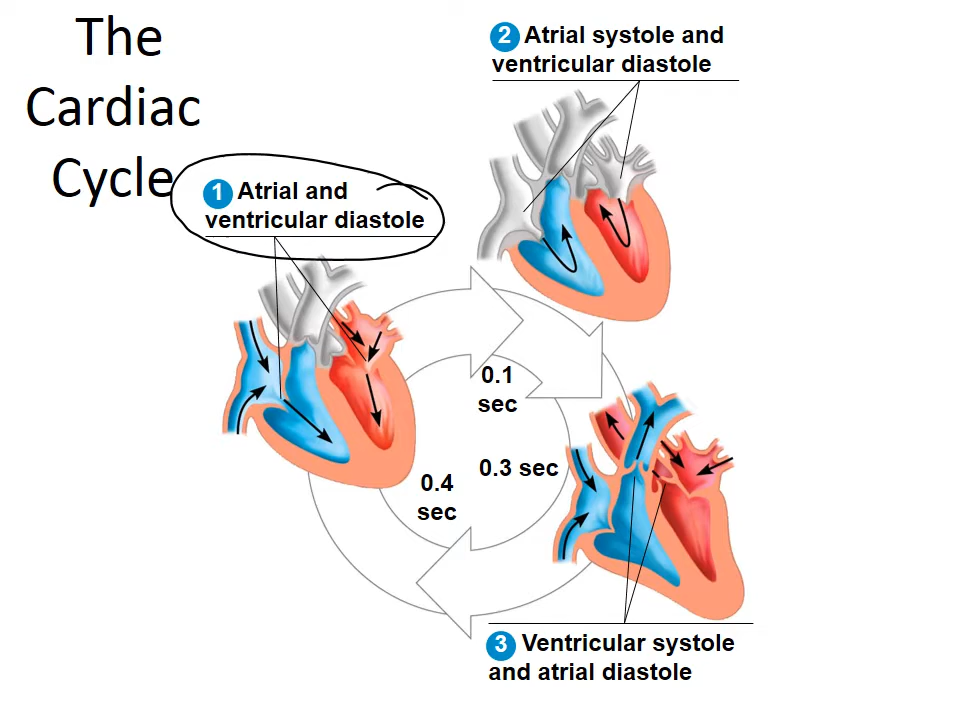 The
Cardiac
Cycle
1 Atrial and
ventricular diastole
2 Atrial systole and
ventricular diastole
0.1
sec
0.3 sec
0.4
sec
3 Ventricular systole
and atrial diastole